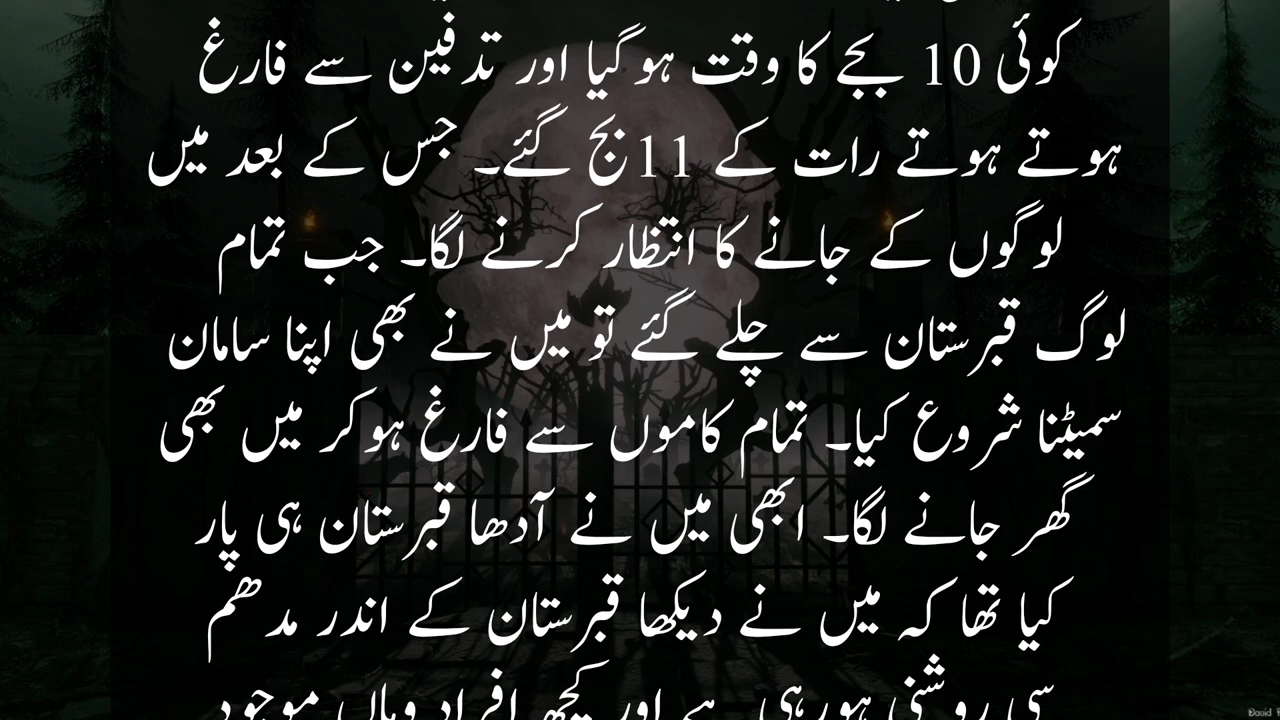 کوئی 10 بجے کا وقت ہو گیا اور تدفین سے فارغ
ہوتے ہوتے رات کے 11 بج گئے۔ جس کے بعد میں
لوگوں کے جانے کا انتظار کرنے لگا۔ جب تمام
لوگ قبرستان سے چلے گئے تو میں نے بھی اپنا سامان
سمیٹنا شروع کیا۔ تمام کاموں سے فارغ ہو کر میں بھی
گھر جانے لگا۔ ابھی میں نے آدھا قبرستان ہی پار
کیا تھا کہ میں نے دیکھا قبرستان کے اندر مدھم
سی روشنی ہو رہی ہے اور کچھ افراد وہاں موجود
David